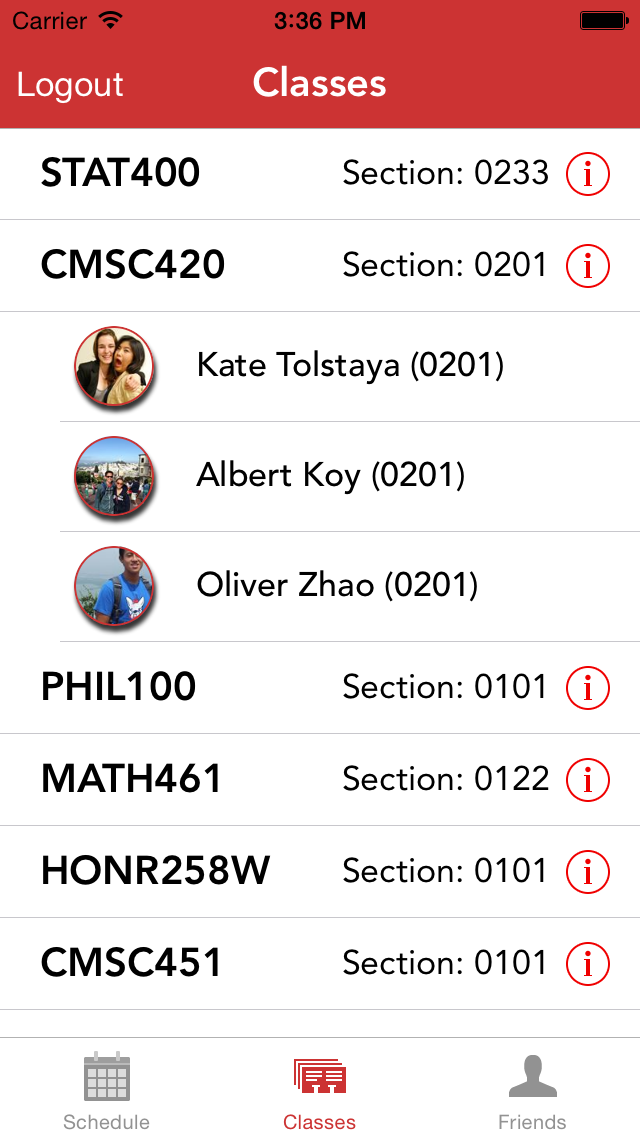 Carrier 3:36 PM
Logout Classes
STAT400 Section: 0233 i
CMSC420 Section: 0201 i
Kate Tolstaya (0201)
Albert Koy (0201)
Oliver Zhao (0201)
PHIL100 Section: 0101 i
MATH461 Section: 0122 i
HONR258W Section: 0101 i
CMSC451 Section: 0101 i
Schedule Classes Friends